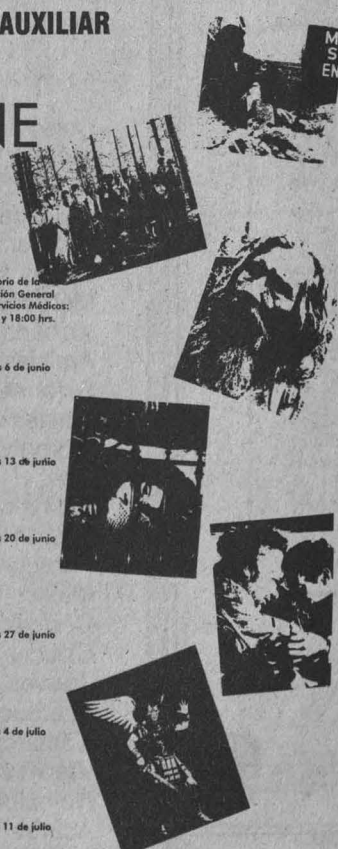 AUXILIAR
M
S
EN
NE
orio de la
ción General
rvicios Médicos:
y 18:00 hrs.
6 de junio
13 de junio
20 de junio
27 de junio
4 de julio
11 de julio